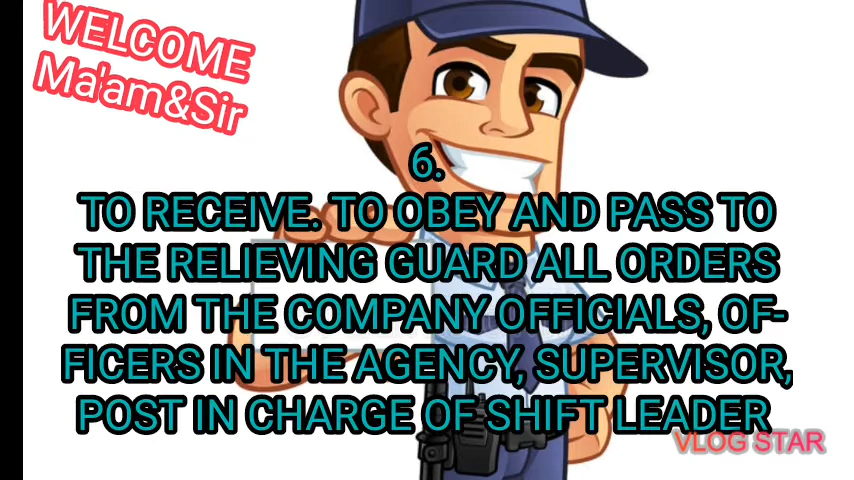 WELCOME
Ma'am&Sir
6.
TO RECEIVE. TO OBEY AND PASS TO
THE RELIEVING GUARD ALL ORDERS
FROM THE COMPANY OFFICIALS, OF-
FICERS IN THE AGENCY, SUPERVISOR,
POST IN CHARGE OF SHIFT LEADER
VLOG STAR